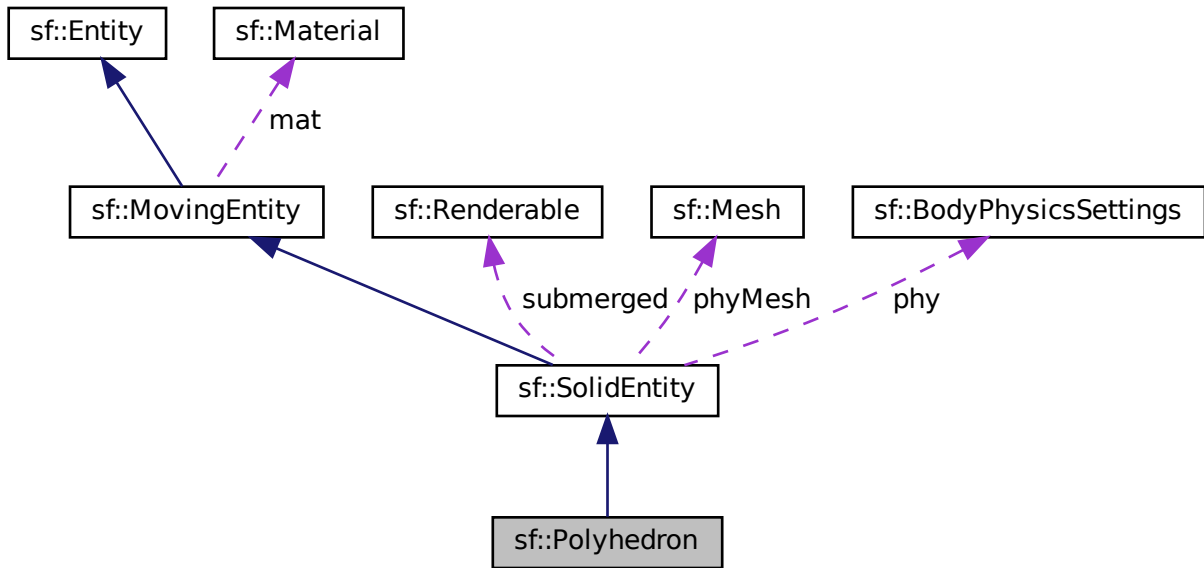 sf::Entity
sf::Material
mat
sf::MovingEntity
sf::Renderable
sf::Mesh
sf::BodyPhysicsSettings
submerged
phyMesh
phy
sf::SolidEntity
sf::Polyhedron